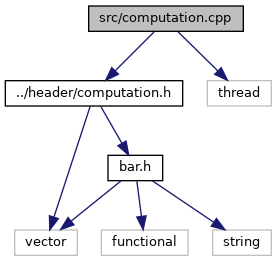 src/computation.cpp
../header/computation.h
thread
bar.h
vector
functional
string